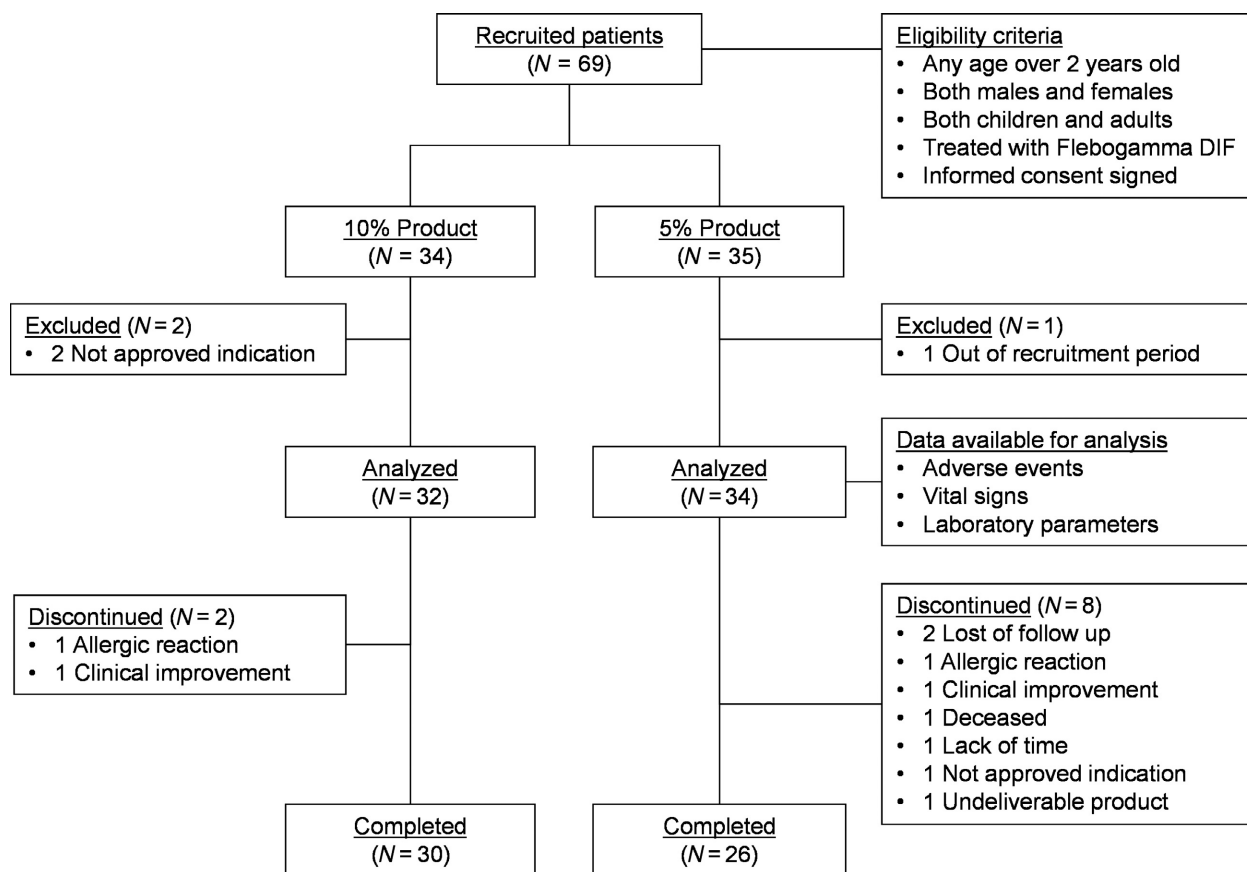 Recruited patients
(N = 69)
Eligibility criteria
• Any age over 2 years old
• Both males and females
• Both children and adults
• Treated with Flebogamma DIF
• Informed consent signed
10% Product
(N = 34)
5% Product
(N = 35)
Excluded (N = 2)
• 2 Not approved indication
Excluded (N = 1)
• 1 Out of recruitment period
Analyzed
(N = 32)
Analyzed
(N = 34)
Data available for analysis
• Adverse events
• Vital signs
• Laboratory parameters
Discontinued (N = 2)
• 1 Allergic reaction
• 1 Clinical improvement
Discontinued (N = 8)
• 2 Lost of follow up
• 1 Allergic reaction
• 1 Clinical improvement
• 1 Deceased
• 1 Lack of time
• 1 Not approved indication
• 1 Undeliverable product
Completed
(N = 30)
Completed
(N = 26)